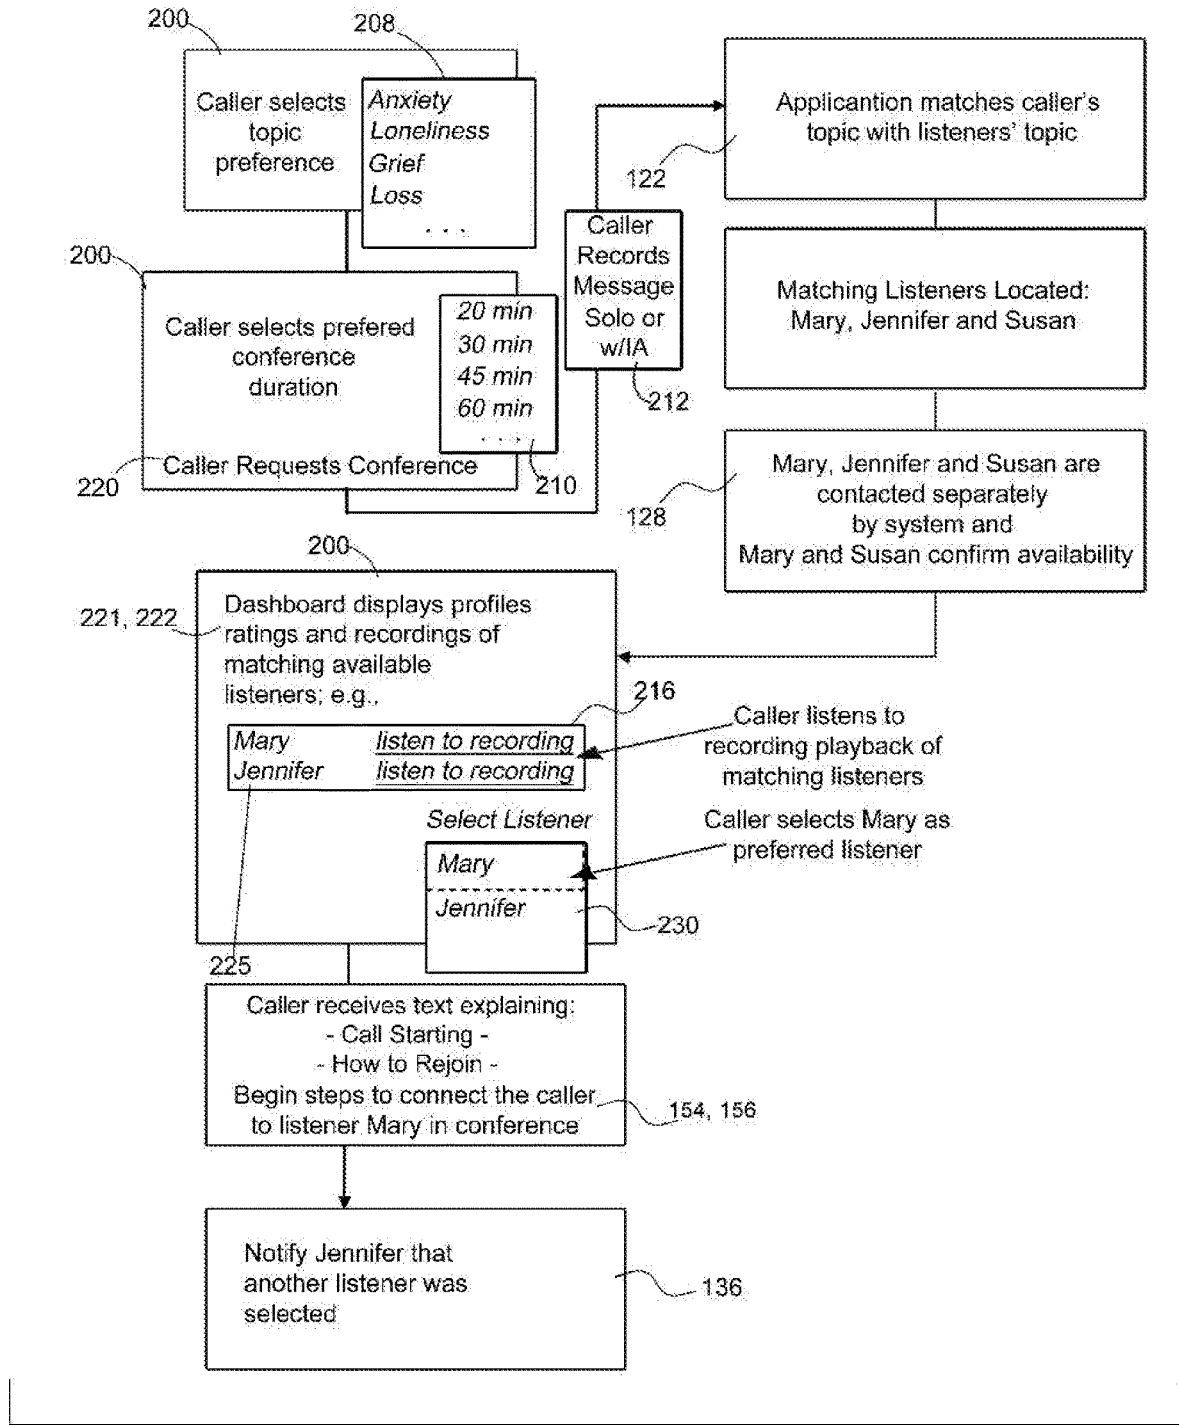 200
208
Caller selects
topic
preference
Anxiety
Loneliness
Grief
Loss
. . .
200
Caller selects prefered
conference
duration
20 min
30 min
45 min
60 min
. . . .
220
Caller Requests Conference
210
Caller
Records
Message
Solo or
w/IA
212
Applicantion matches caller's
topic with listeners' topic
122
Matching Listeners Located:
Mary, Jennifer and Susan
Mary, Jennifer and Susan are
contacted separately
by system and
Mary and Susan confirm availability
128
200
221, 222
Dashboard displays profiles
ratings and recordings of
matching available
listeners; e.g.,
216
Mary listen to recording
Jennifer listen to recording
Caller listens to
recording playback of
matching listeners
Select Listener
Mary
Jennifer
Caller selects Mary as
preferred listener
230
225
Caller receives text explaining:
- Call Starting -
- How to Rejoin -
Begin steps to connect the caller
to listener Mary in conference
154, 156
Notify Jennifer that
another listener was
selected
136